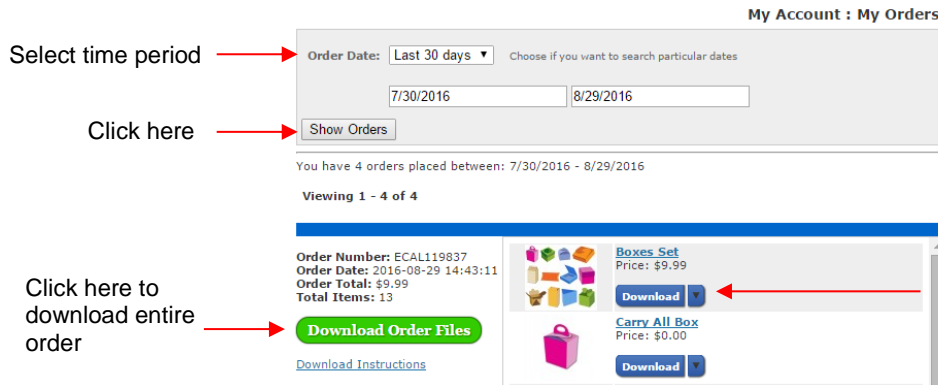 My Account : My Orders
Select time period
Order Date: Last 30 days ▼ Choose if you want to search particular dates
7/30/2016 8/29/2016
Click here
Show Orders
You have 4 orders placed between: 7/30/2016 - 8/29/2016
Viewing 1 - 4 of 4
Order Number: ECAL119837
Order Date: 2016-08-29 14:43:11
Order Total: $9.99
Total Items: 13
Click here to
download entire
order
Download Order Files
Download Instructions
Boxes Set
Price: $9.99
Download
Carry All Box
Price: $0.00
Download